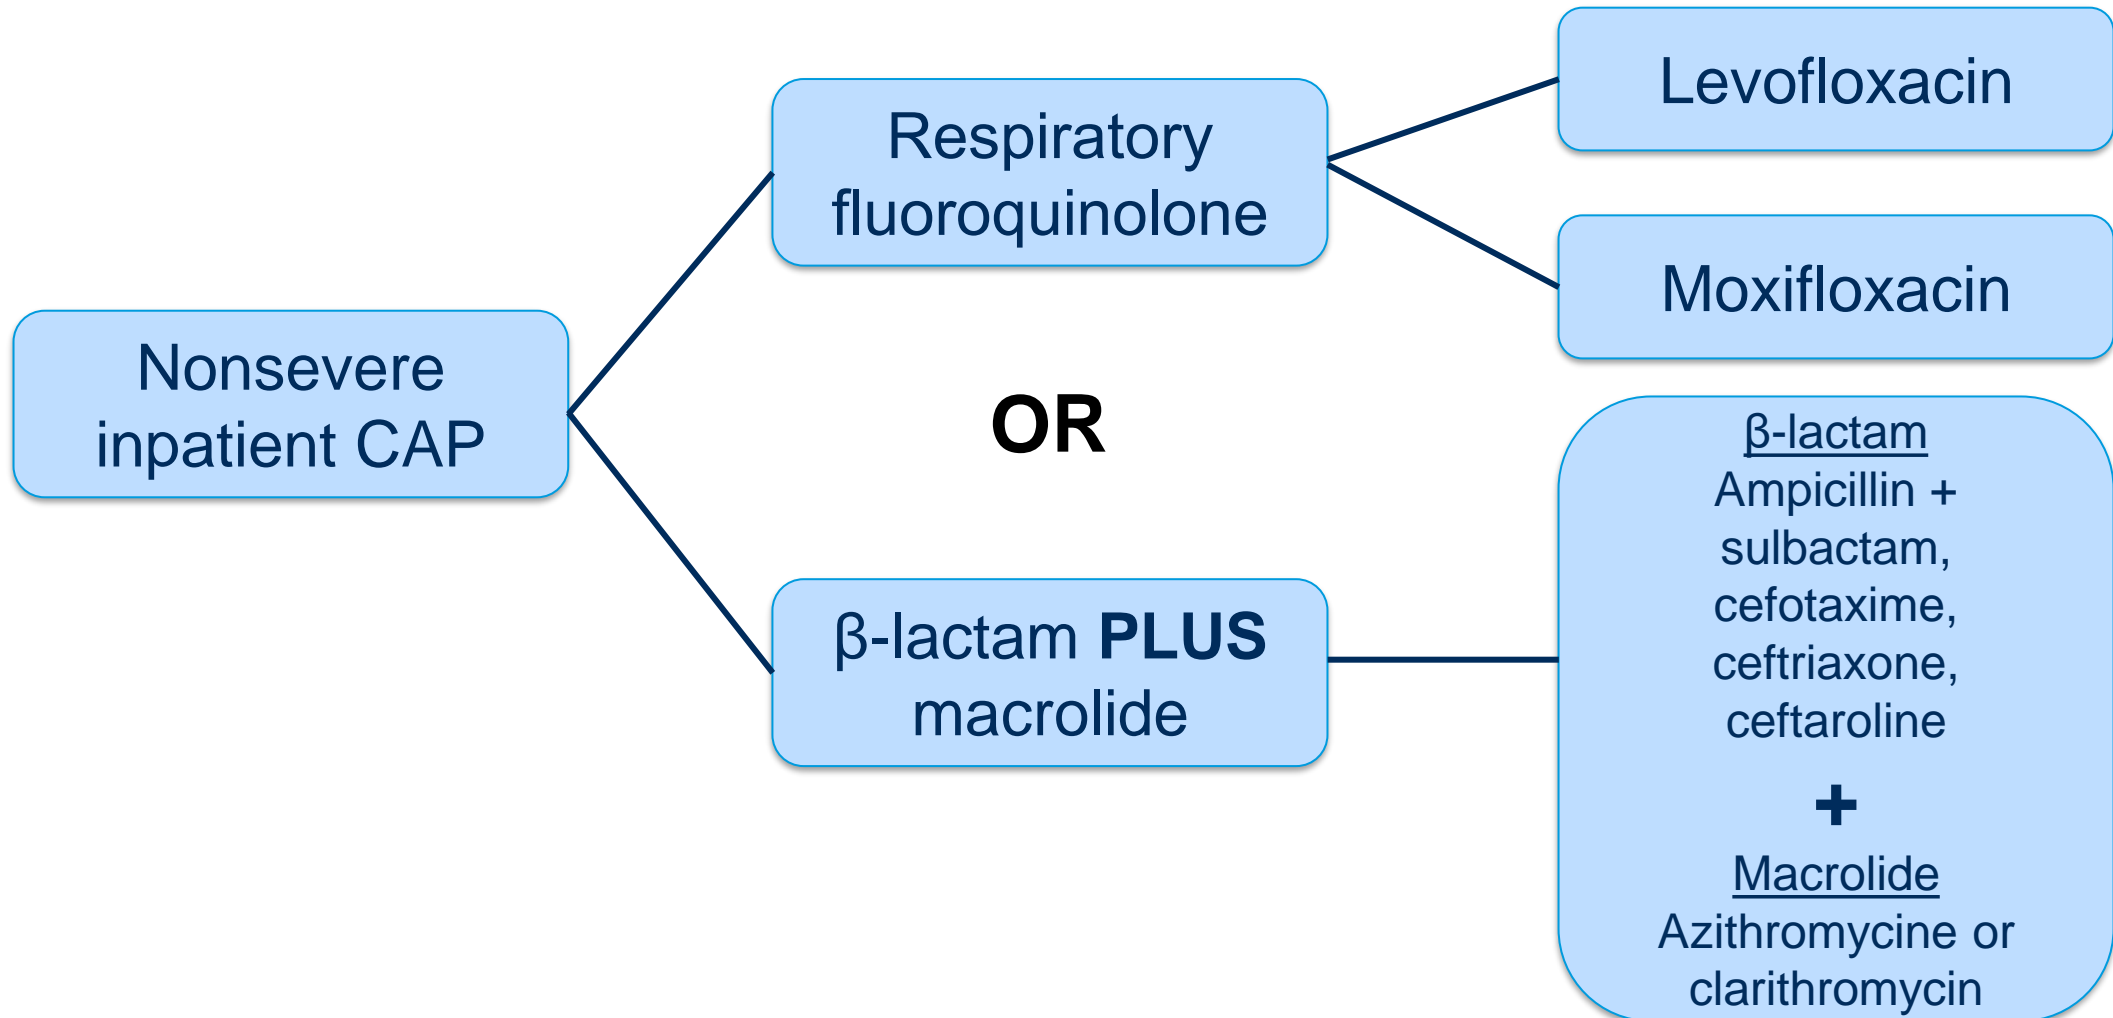 Nonsevere
inpatient CAP
Respiratory
fluoroquinolone
OR
β-lactam PLUS
macrolide
Levofloxacin
Moxifloxacin
β-lactam
Ampicillin +
sulbactam,
cefotaxime,
ceftriaxone,
ceftaroline
+
Macrolide
Azithromycine or
clarithromycin